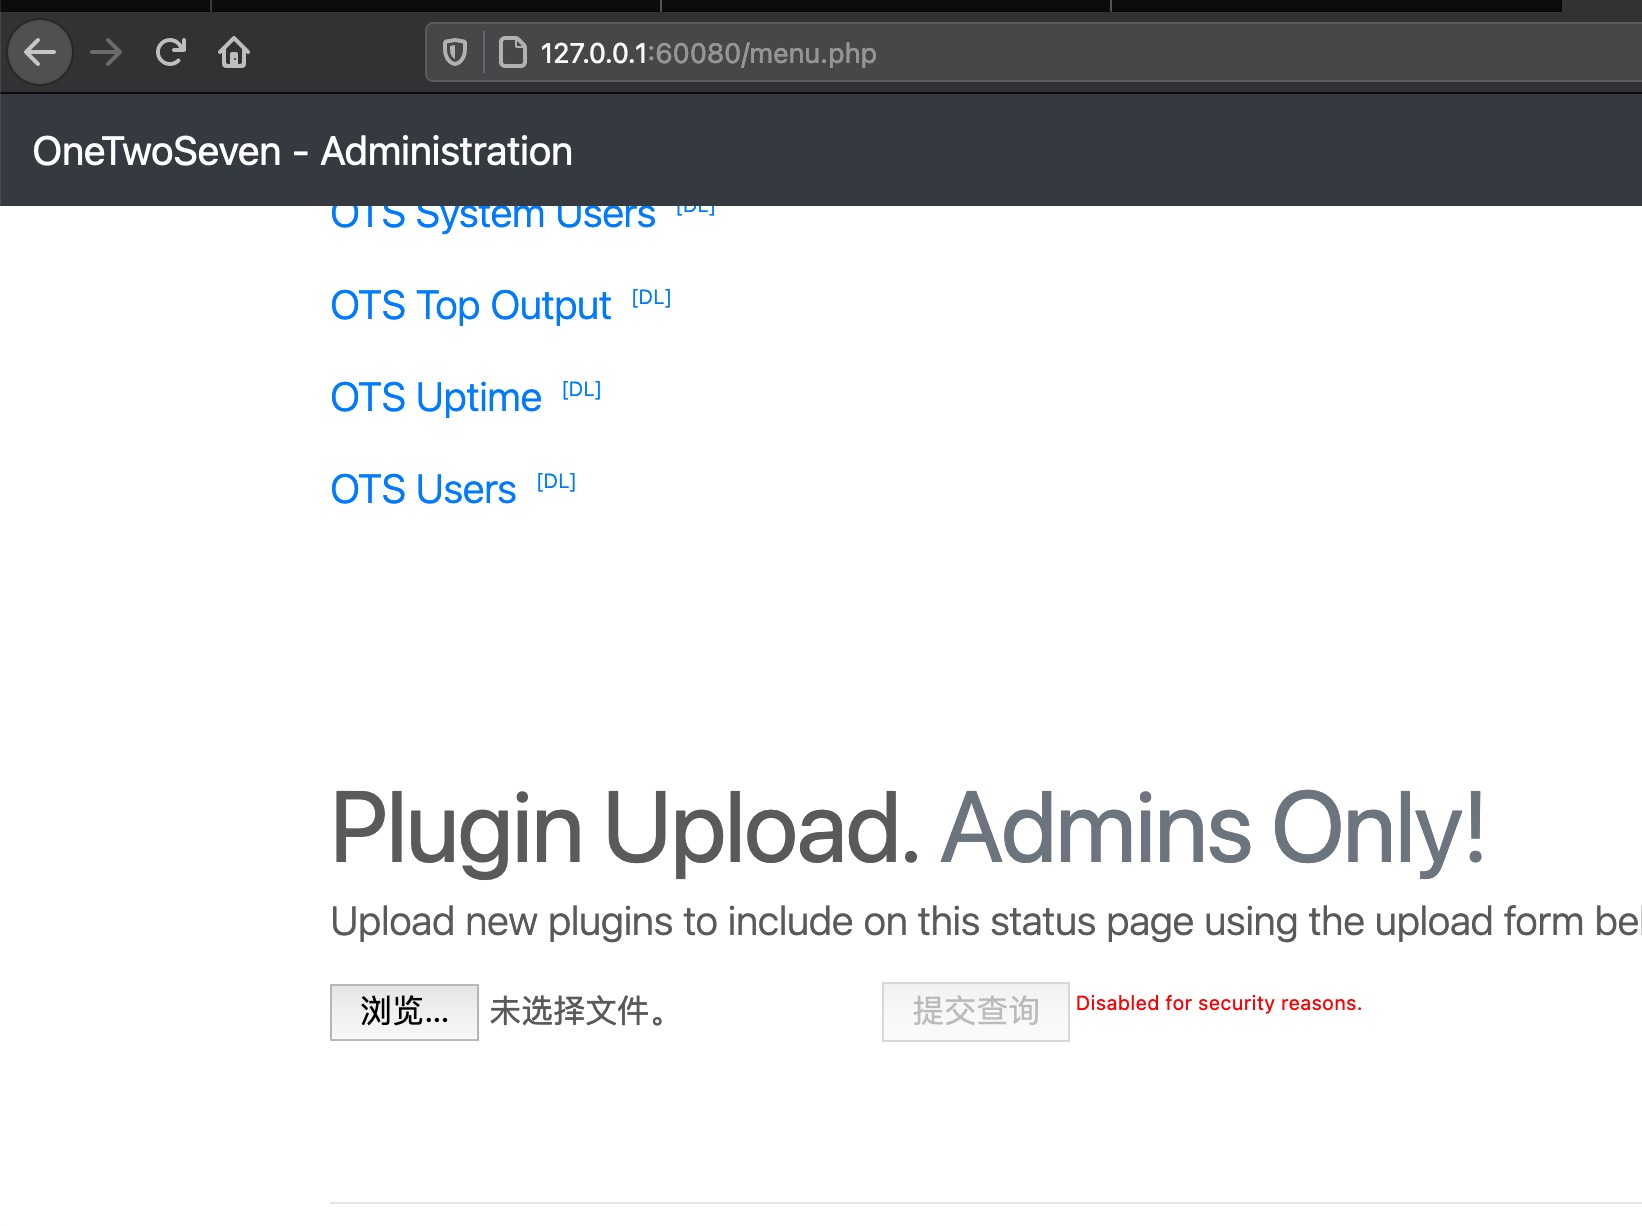 127.0.0.1:60080/menu.php
OneTwoSeven - Administration
OTS System Users [DL]
OTS Top Output [DL]
OTS Uptime [DL]
OTS Users [DL]
Plugin Upload. Admins Only!
Upload new plugins to include on this status page using the upload form
浏览... 未选择文件。 提交查询 Disabled for security reasons.